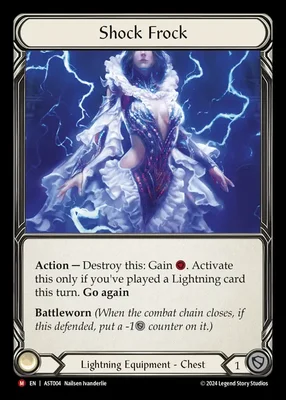 Shock Frock
Action — Destroy this: Gain . Activate
this only if you've played a Lightning card
this turn. Go again
Battleworn (When the combat chain closes, if
this defended, put a -1 counter on it.)
Lightning Equipment - Chest
1
M EN | AST004 Nailsen Ivanderlie
©2024 Legend Story Studios